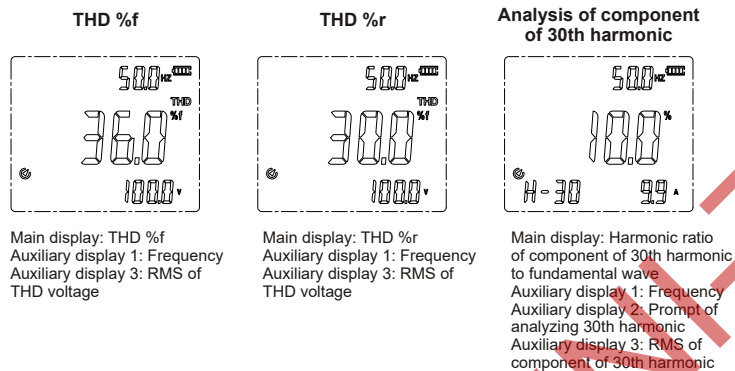 THD %f
THD %r
Analysis of component
of 30th harmonic
50.0 HZ
THD
36.0 %f
100.0 V
50.0 HZ
THD
30.0 %f
100.0 V
50.0 HZ
10.0 %
H-30 9.9 A
Main display: THD %f
Auxiliary display 1: Frequency
Auxiliary display 3: RMS of
THD voltage
Main display: THD %r
Auxiliary display 1: Frequency
Auxiliary display 3: RMS of
THD voltage
Main display: Harmonic ratio
of component of 30th harmonic
to fundamental wave
Auxiliary display 1: Frequency
Auxiliary display 2: Prompt of
analyzing 30th harmonic
Auxiliary display 3: RMS of
component of 30th harmonic